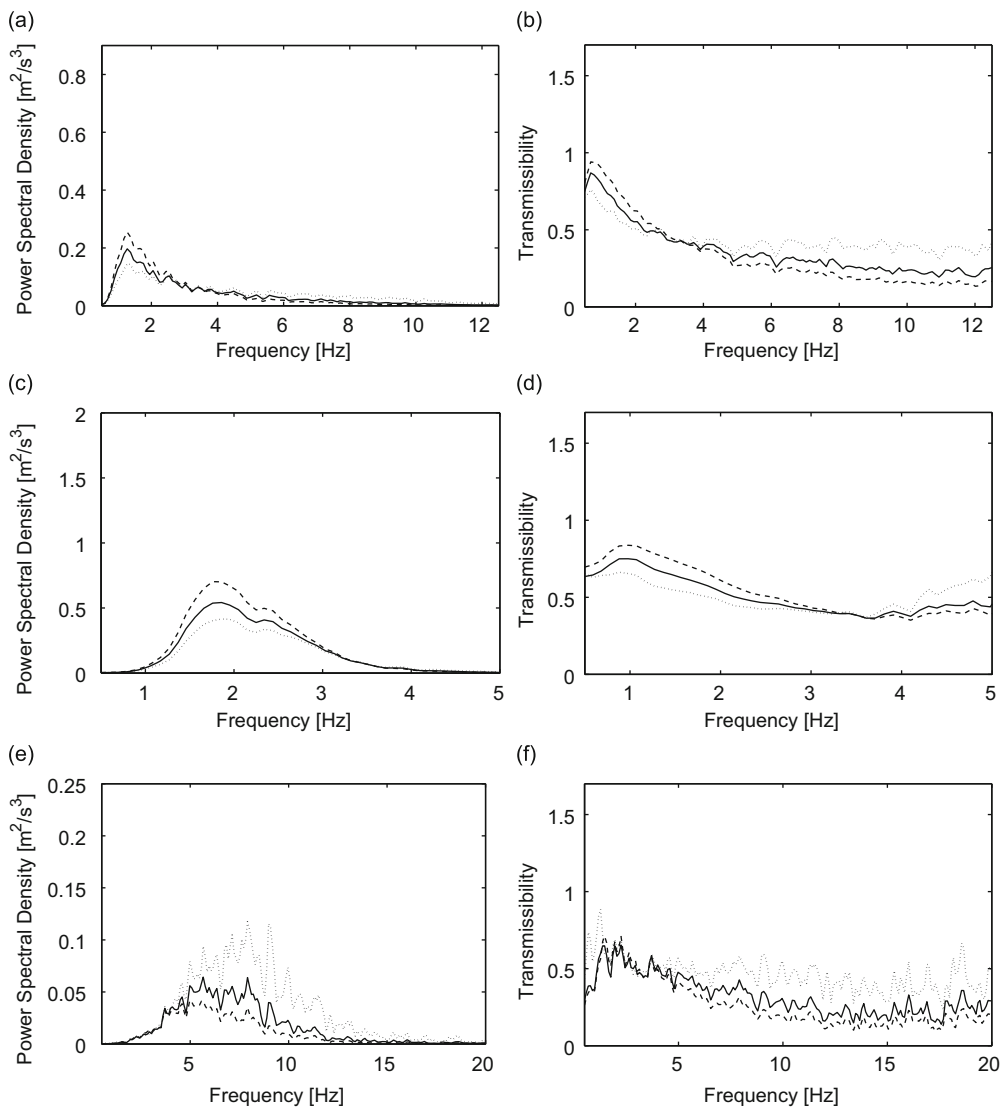 (a)
Power Spectral Density [m²/s³]
0.8
0.6
0.4
0.2
0
2 4 6 8 10 12
Frequency [Hz]
(b)
Transmissibility
1.5
1
0.5
0
2 4 6 8 10 12
Frequency [Hz]
(c)
Power Spectral Density [m²/s³]
2
1.5
1
0.5
0
1 2 3 4 5
Frequency [Hz]
(d)
Transmissibility
1.5
1
0.5
0
1 2 3 4 5
Frequency [Hz]
(e)
Power Spectral Density [m²/s³]
0.25
0.2
0.15
0.1
0.05
0
5 10 15 20
Frequency [Hz]
(f)
Transmissibility
1.5
1
0.5
0
5 10 15 20
Frequency [Hz]